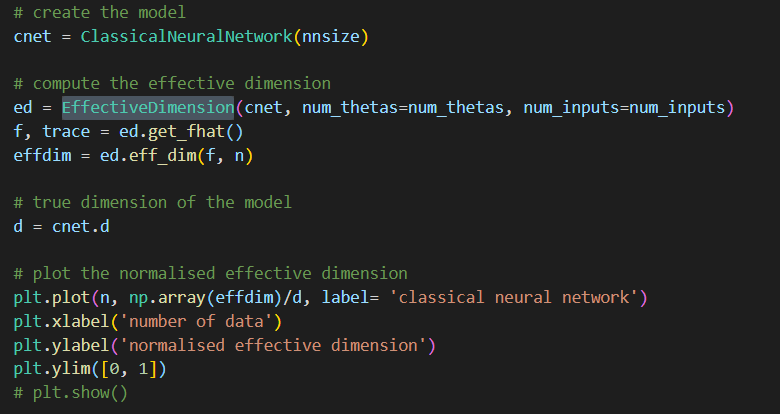 # create the model
cnet = ClassicalNeuralNetwork(nnsize)
# compute the effective dimension
ed = EffectiveDimension(cnet, num_thetas=num_thetas, num_inputs=num_inputs)
f, trace = ed.get_fhat()
effdim = ed.eff_dim(f, n)
# true dimension of the model
d = cnet.d
# plot the normalised effective dimension
plt.plot(n, np.array(effdim)/d, label= 'classical neural network')
plt.xlabel('number of data')
plt.ylabel('normalised effective dimension')
plt.ylim([0, 1])
# plt.show()